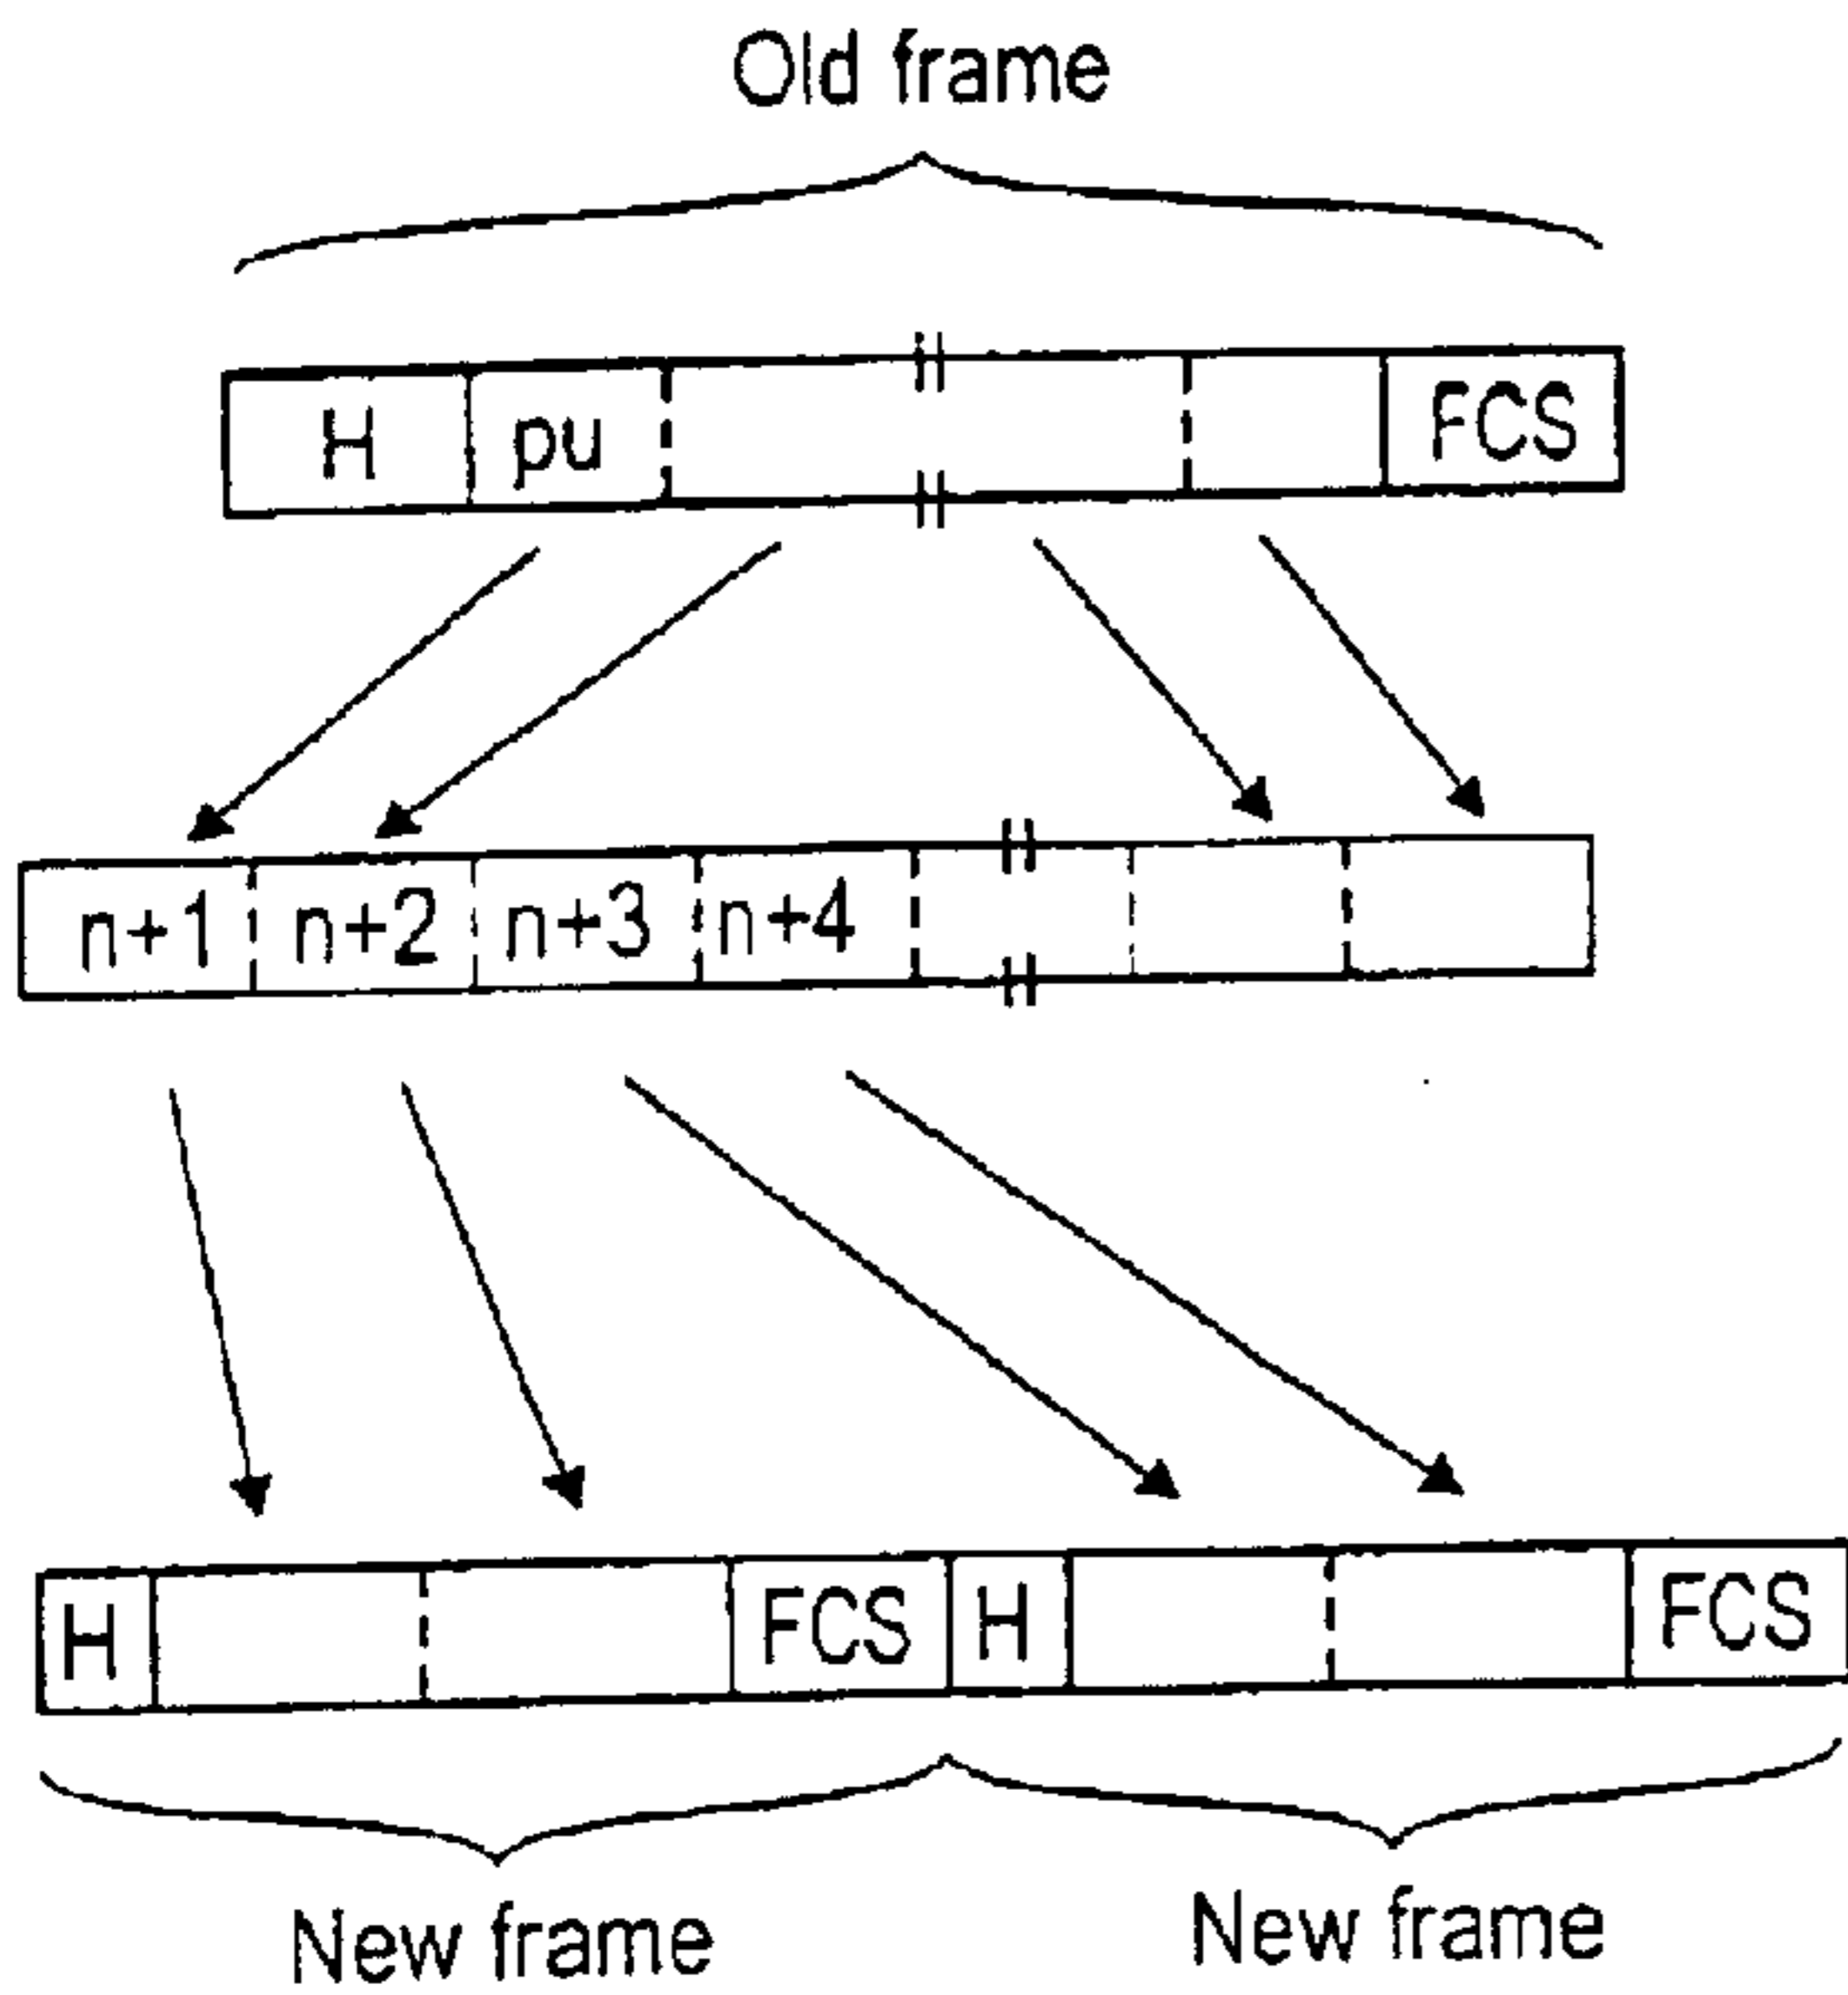 Old frame
H pu FCS
n+1 n+2 n+3 n+4
H FCS H FCS
New frame New frame